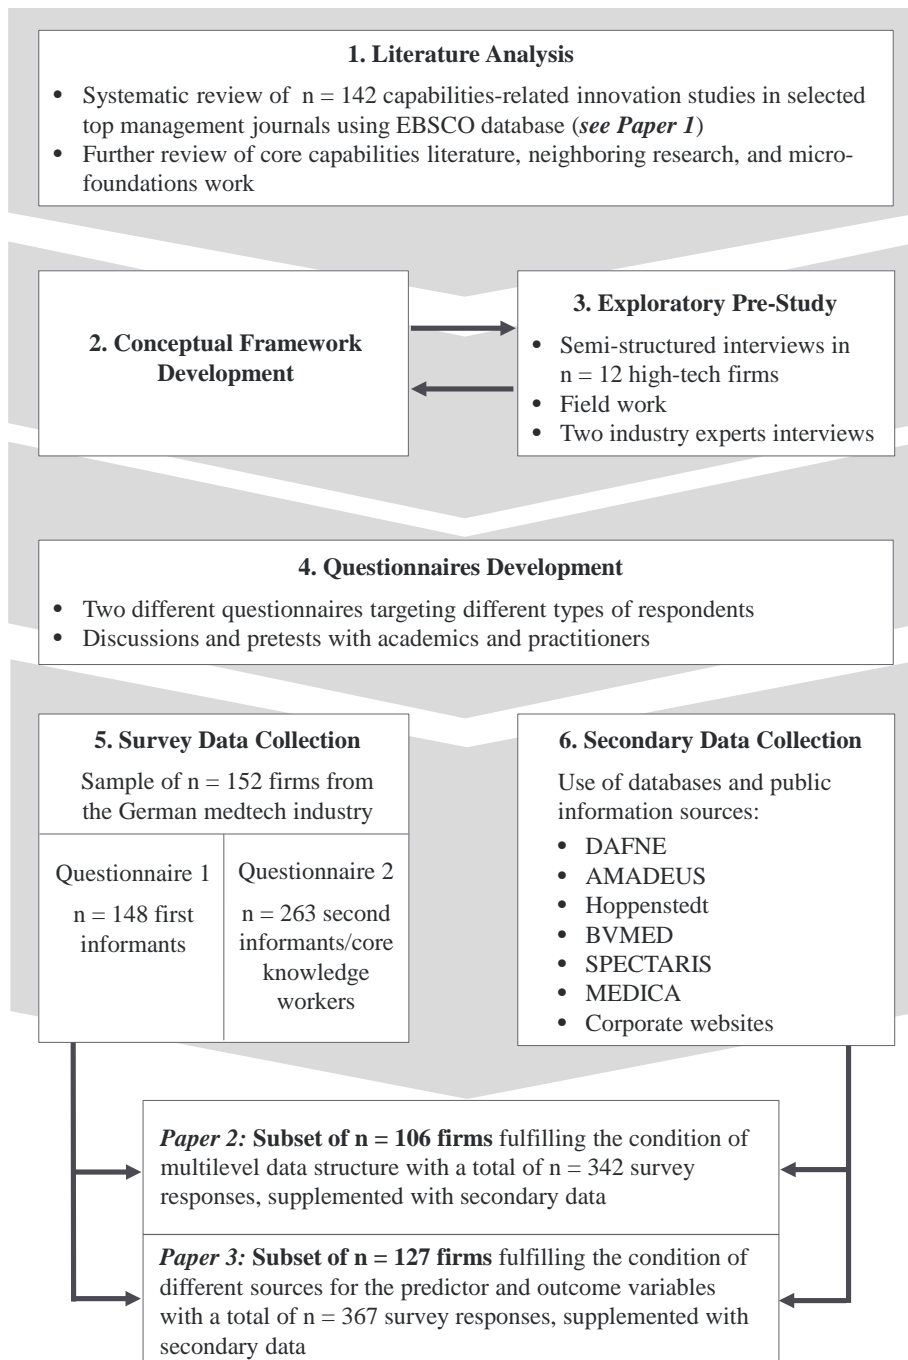 1. Literature Analysis
• Systematic review of n = 142 capabilities-related innovation studies in selected
top management journals using EBSCO database (see Paper 1)
• Further review of core capabilities literature, neighboring research, and micro-
foundations work
2. Conceptual Framework
Development
3. Exploratory Pre-Study
• Semi-structured interviews in
n = 12 high-tech firms
• Field work
• Two industry experts interviews
4. Questionnaires Development
• Two different questionnaires targeting different types of respondents
• Discussions and pretests with academics and practitioners
5. Survey Data Collection
Sample of n = 152 firms from
the German medtech industry
Questionnaire 1
n = 148 first
informants
Questionnaire 2
n = 263 second
informants/core
knowledge
workers
6. Secondary Data Collection
Use of databases and public
information sources:
• DAFNE
• AMADEUS
• Hoppenstedt
• BVMED
• SPECTARIS
• MEDICA
• Corporate websites
Paper 2: Subset of n = 106 firms fulfilling the condition of
multilevel data structure with a total of n = 342 survey
responses, supplemented with secondary data
Paper 3: Subset of n = 127 firms fulfilling the condition of
different sources for the predictor and outcome variables
with a total of n = 367 survey responses, supplemented with
secondary data